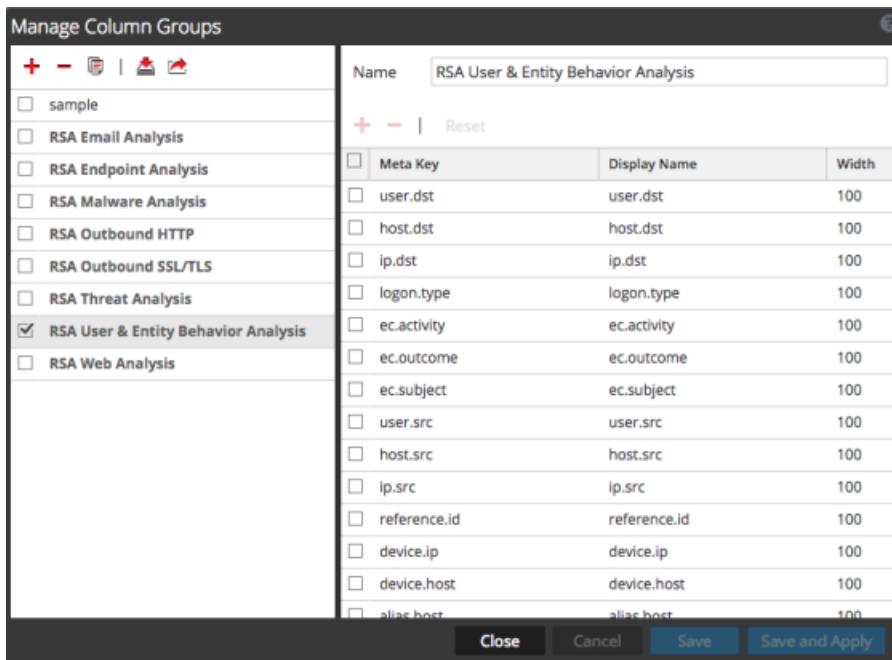 Manage Column Groups
sample
RSA Email Analysis
RSA Endpoint Analysis
RSA Malware Analysis
RSA Outbound HTTP
RSA Outbound SSL/TLS
RSA Threat Analysis
RSA User & Entity Behavior Analysis
RSA Web Analysis
Name RSA User & Entity Behavior Analysis
Reset
Meta Key Display Name Width
user.dst user.dst 100
host.dst host.dst 100
ip.dst ip.dst 100
logon.type logon.type 100
ec.activity ec.activity 100
ec.outcome ec.outcome 100
ec.subject ec.subject 100
user.src user.src 100
host.src host.src 100
ip.src ip.src 100
reference.id reference.id 100
device.ip device.ip 100
device.host device.host 100
alias.host alias.host 100
Close Cancel Save Save and Apply